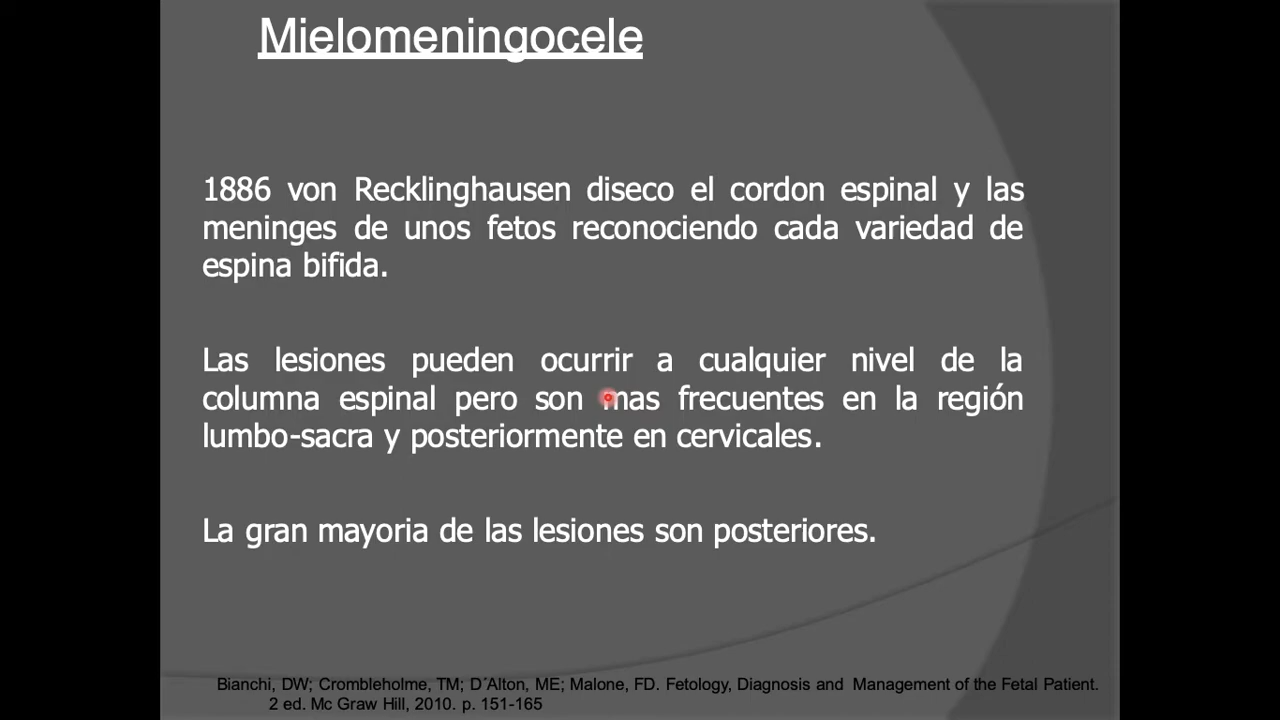 Mielomeningocele
1886 von Recklinghausen diseco el cordon espinal y las
meninges de unos fetos reconociendo cada variedad de
espina bifida.
Las lesiones pueden ocurrir a cualquier nivel de la
columna espinal pero son mas frecuentes en la región
lumbo-sacra y posteriormente en cervicales.
La gran mayoria de las lesiones son posteriores.
Bianchi, DW; Crombleholme, TM; D´Alton, ME; Malone, FD. Fetology, Diagnosis and Management of the Fetal Patient.
2 ed. Mc Graw Hill, 2010. p. 151-165